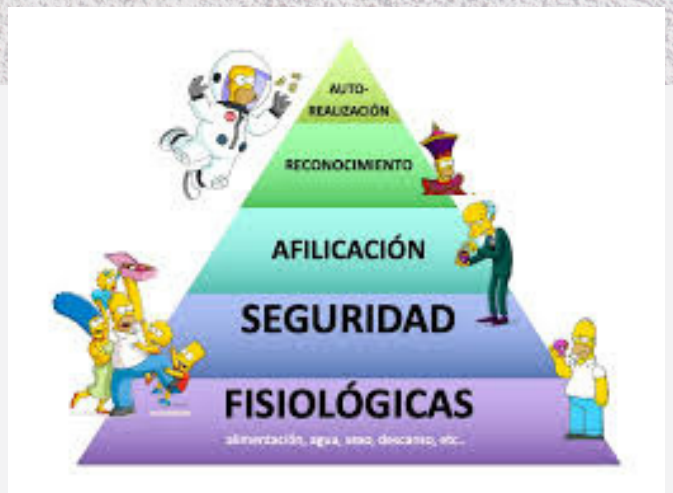 AUTO-
REALIZACIÓN
RECONOCIMIENTO
AFILICACIÓN
SEGURIDAD
FISIOLÓGICAS
alimentación, agua, sexo, descanso, etc..